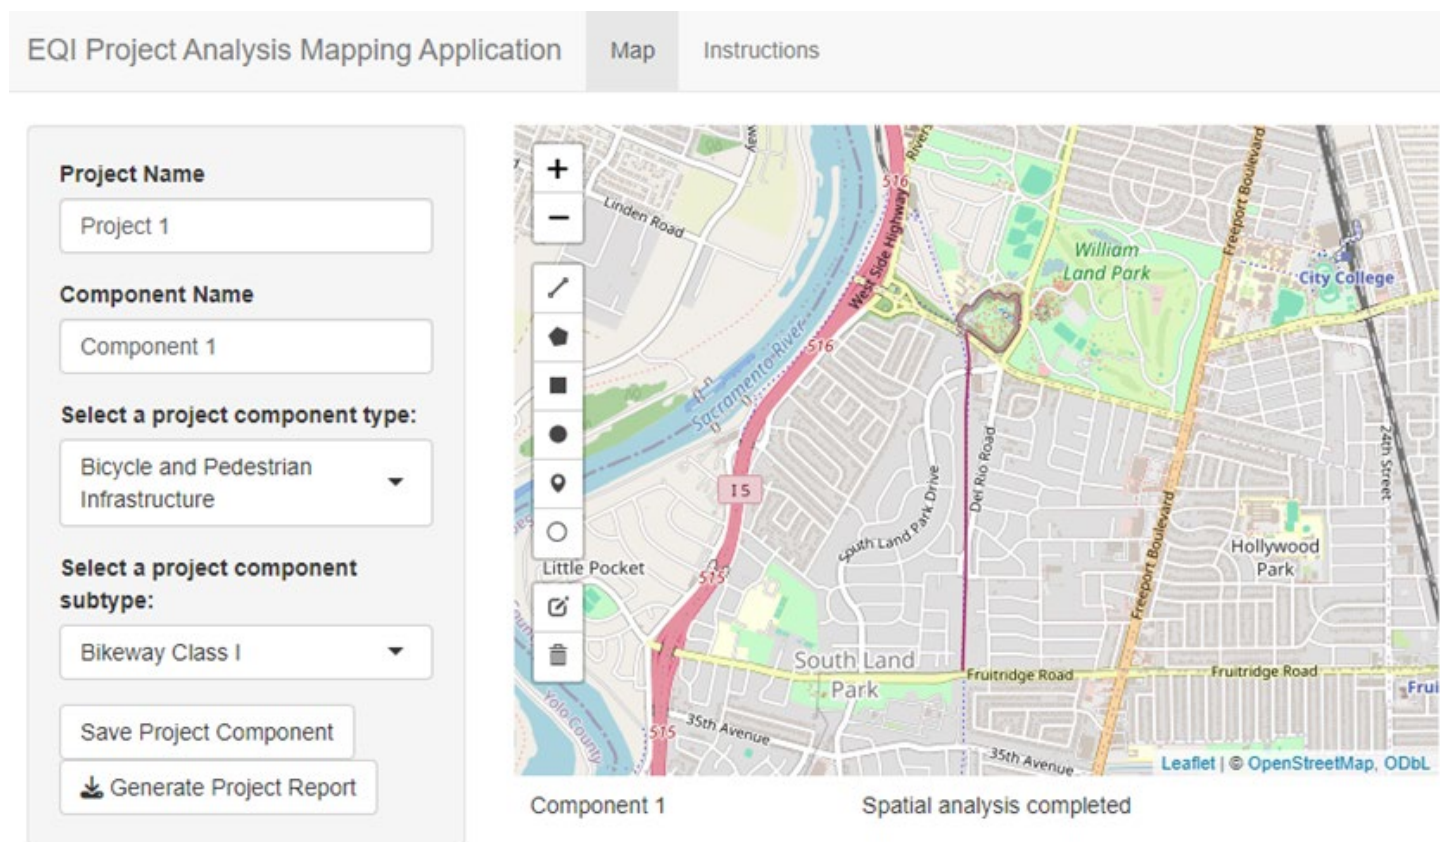 EQI Project Analysis Mapping Application
Map
Instructions
Project Name
Project 1
Component Name
Component 1
Select a project component type:
Bicycle and Pedestrian
Infrastructure
Select a project component
subtype:
Bikeway Class I
Save Project Component
Generate Project Report
+
−
Linden Road
516
West Side Highway
516
Sacramento River
William
Land Park
Freeport Boulevard
City College
I 5
South Land Park Drive
Del Rio Road
24th Street
Freeport Boulevard
Hollywood
Park
Little Pocket
515
South Land
Park
Fruitridge Road
Fruitridge Road
Yolo County
515
35th Avenue
35th Avenue
Leaflet | © OpenStreetMap, ODbL
Component 1
Spatial analysis completed